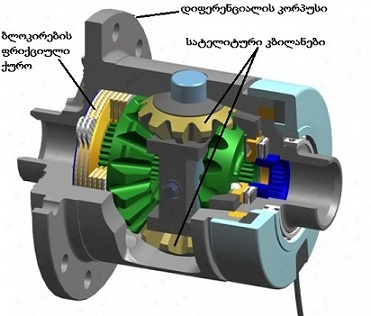 დიფერენციალის კორპუსი
სატელიტური კბილანები
ბლოკირების
ფრიქციული
ქურო